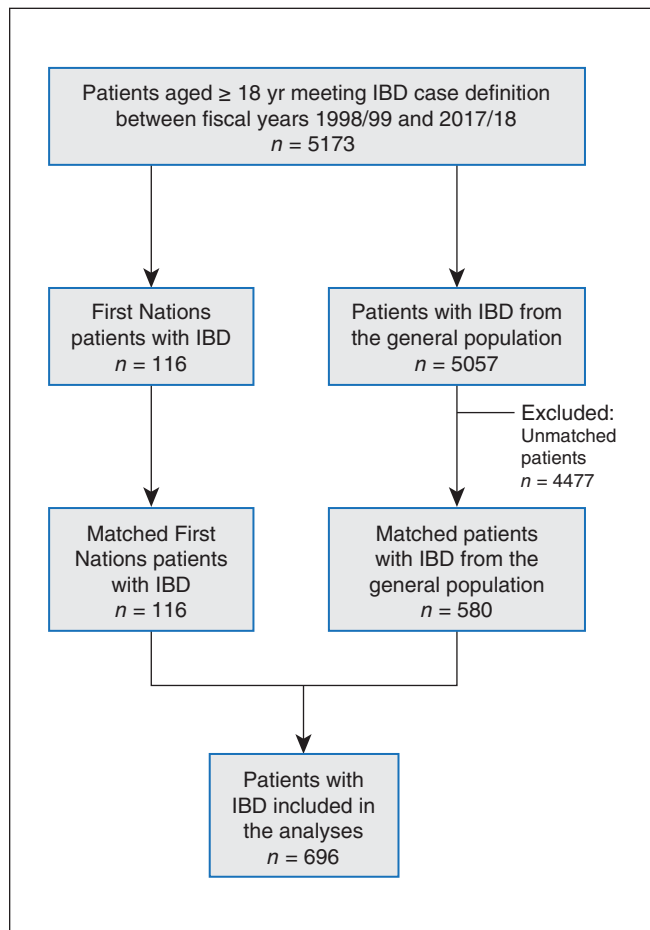 Patients aged ≥ 18 yr meeting IBD case definition
between fiscal years 1998/99 and 2017/18
n = 5173
First Nations
patients with IBD
n = 116
Patients with IBD from
the general population
n = 5057
Excluded:
Unmatched
patients
n = 4477
Matched First
Nations patients
with IBD
n = 116
Matched patients
with IBD from the
general population
n = 580
Patients with
IBD included in
the analyses
n = 696